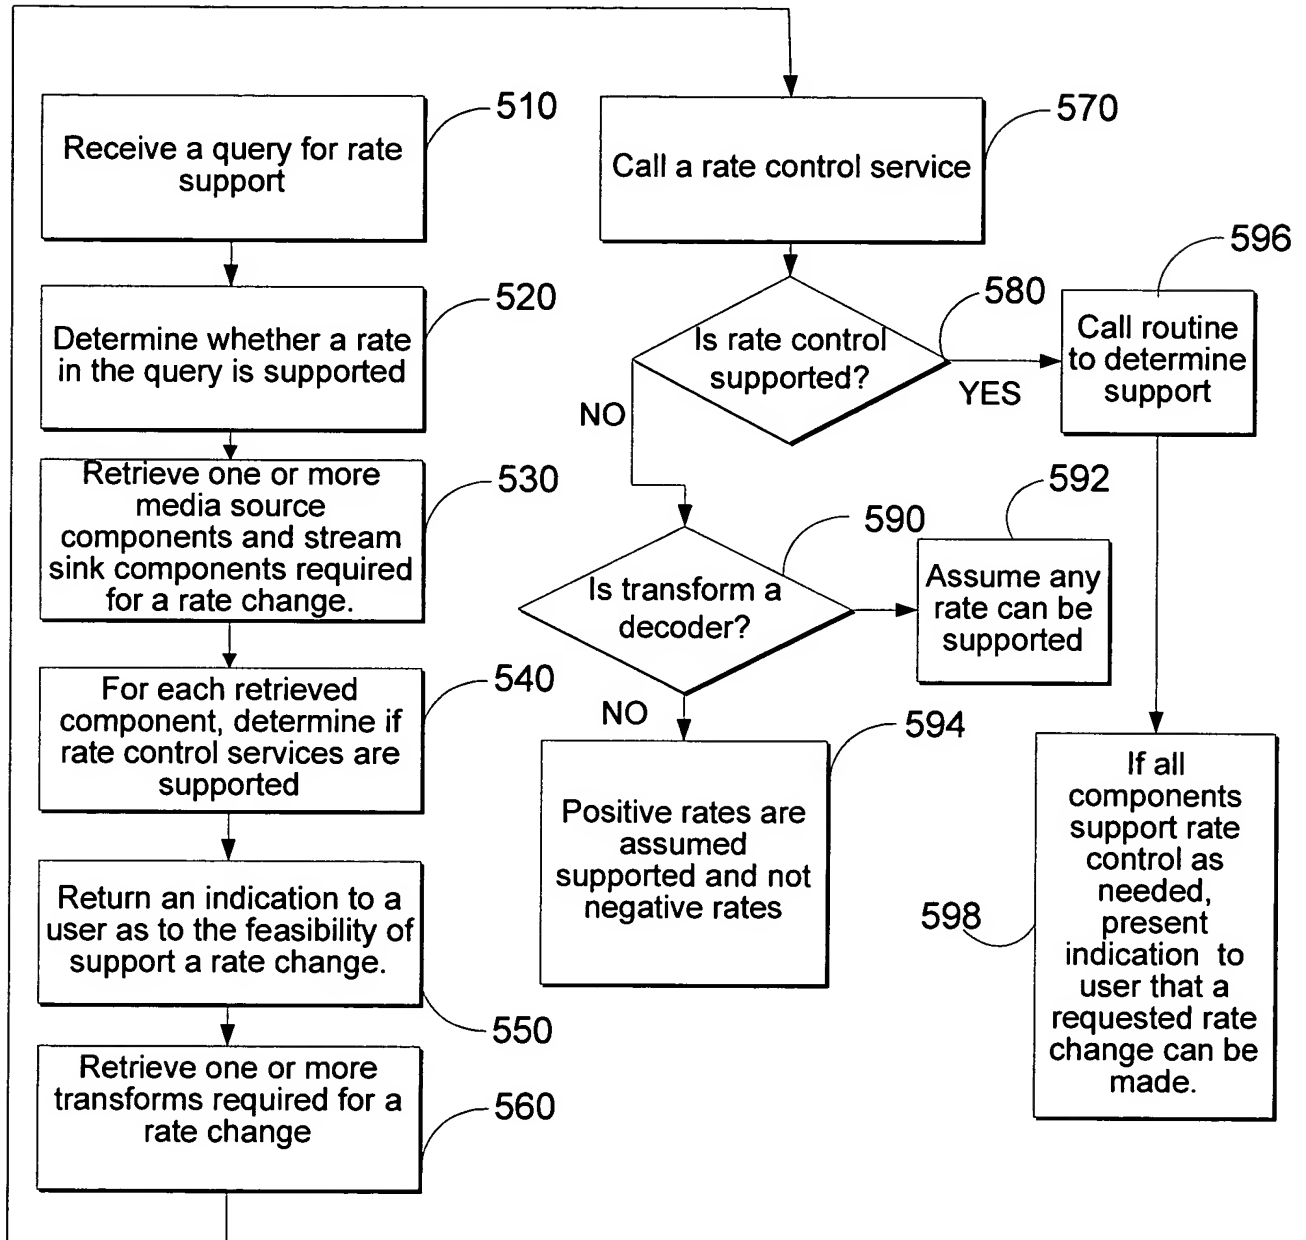 510
Receive a query for rate
support
520
Determine whether a rate
in the query is supported
530
Retrieve one or more
media source
components and stream
sink components required
for a rate change.
540
For each retrieved
component, determine if
rate control services are
supported
Return an indication to a
user as to the feasibility of
support a rate change.
550
Retrieve one or more
transforms required for a
rate change
560
570
Call a rate control service
580
Is rate control
supported?
NO
YES
596
Call routine
to determine
support
590
Is transform a
decoder?
592
Assume any
rate can be
supported
NO
594
Positive rates are
assumed
supported and not
negative rates
598
If all
components
support rate
control as
needed,
present
indication to
user that a
requested rate
change can be
made.